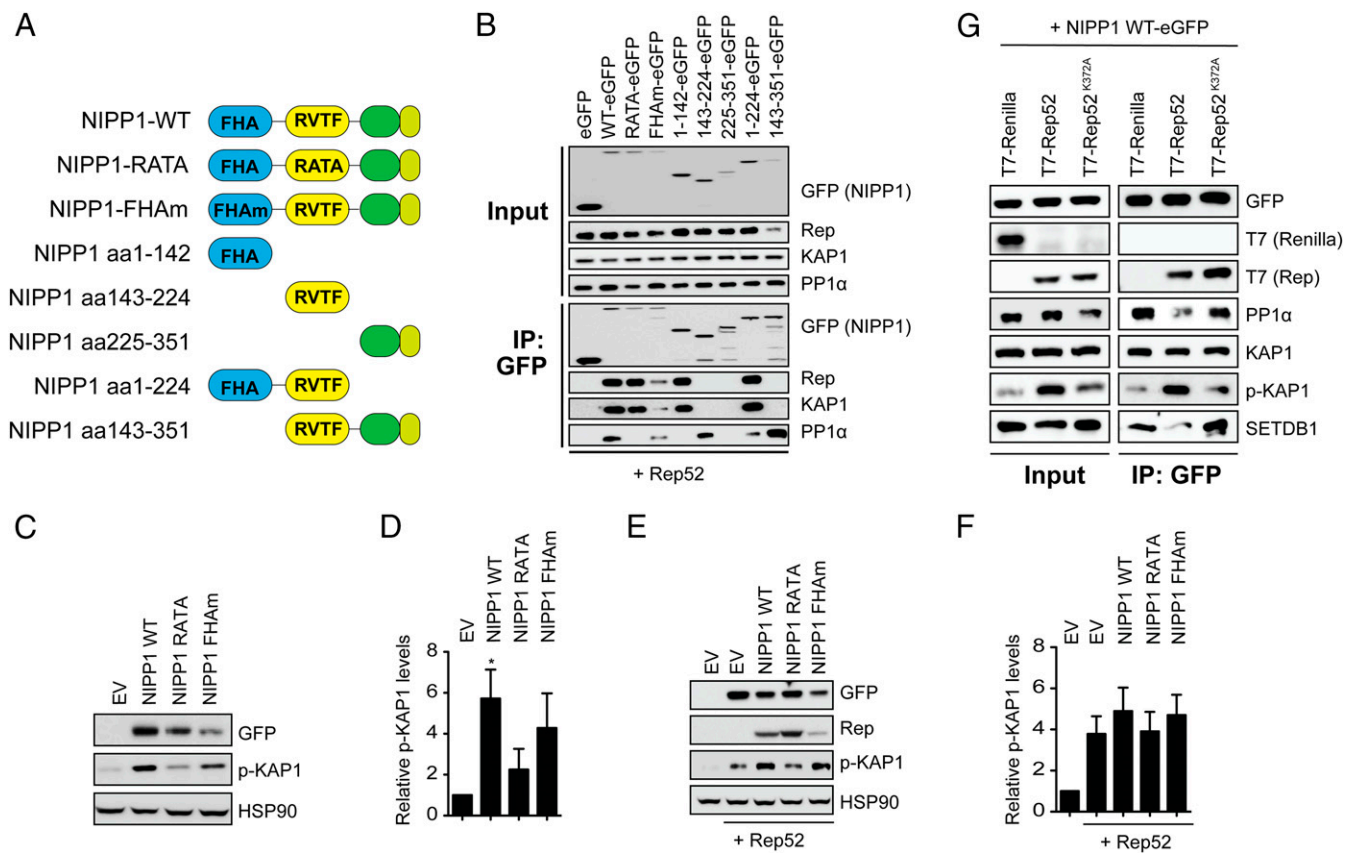 A
NIPP1-WT FHA RVTF
NIPP1-RATA FHA RATA
NIPP1-FHAm FHAm RVTF
NIPP1 aa1-142 FHA
NIPP1 aa143-224 RVTF
NIPP1 aa225-351
NIPP1 aa1-224 FHA RVTF
NIPP1 aa143-351 RVTF
B
eGFP
WT-eGFP
RATA-eGFP
FHAm-eGFP
1-142-eGFP
143-224-eGFP
225-351-eGFP
1-224-eGFP
143-351-eGFP
Input
GFP (NIPP1)
Rep
KAP1
PP1α
IP:
GFP
GFP (NIPP1)
Rep
KAP1
PP1α
+ Rep52
G
+ NIPP1 WT-eGFP
T7-Renilla
T7-Rep52
T7-Rep52 K372A
T7-Renilla
T7-Rep52
T7-Rep52 K372A
GFP
T7 (Renilla)
T7 (Rep)
PP1α
KAP1
p-KAP1
SETDB1
Input
IP: GFP
C
EV
NIPP1 WT
NIPP1 RATA
NIPP1 FHAm
GFP
p-KAP1
HSP90
D
EV
NIPP1 WT
NIPP1 RATA
NIPP1 FHAm
Relative p-KAP1 levels
8
6
4
2
0
*
E
EV
EV
NIPP1 WT
NIPP1 RATA
NIPP1 FHAm
GFP
Rep
p-KAP1
HSP90
+ Rep52
F
EV
EV
NIPP1 WT
NIPP1 RATA
NIPP1 FHAm
Relative p-KAP1 levels
8
6
4
2
0
+ Rep52